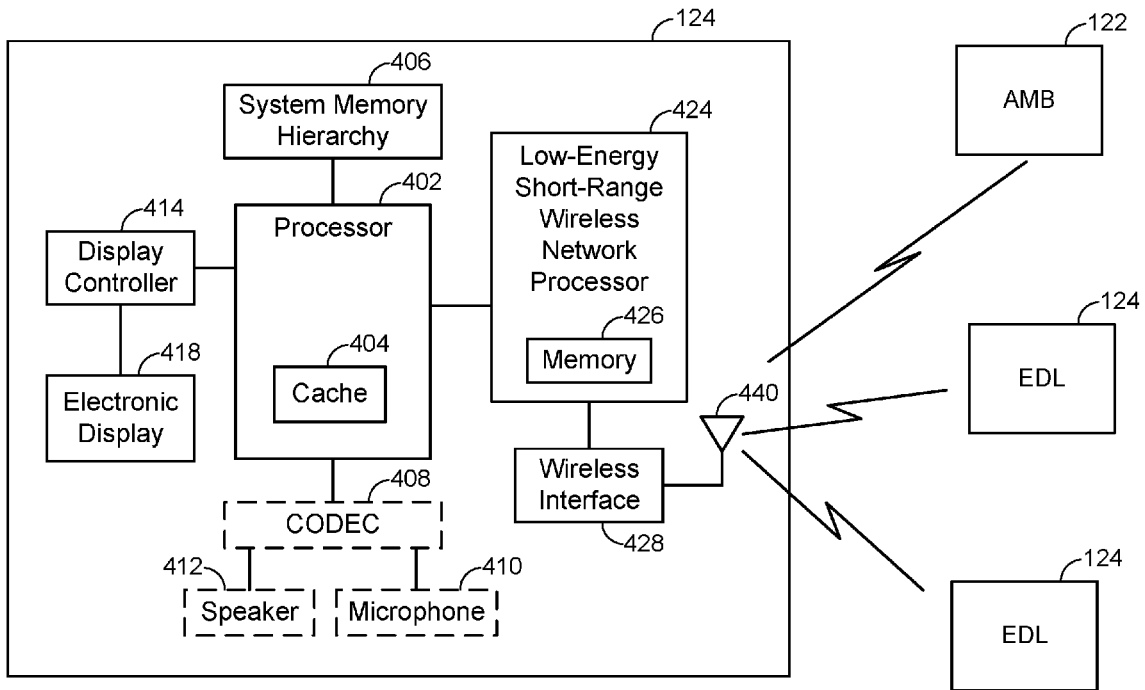 124
122
AMB
406
System Memory
Hierarchy
424
Low-Energy
Short-Range
Wireless
Network
Processor
402
Processor
414
Display
Controller
426
Memory
404
Cache
418
Electronic
Display
440
124
EDL
Wireless
Interface
428
408
CODEC
412
Speaker
410
Microphone
124
EDL